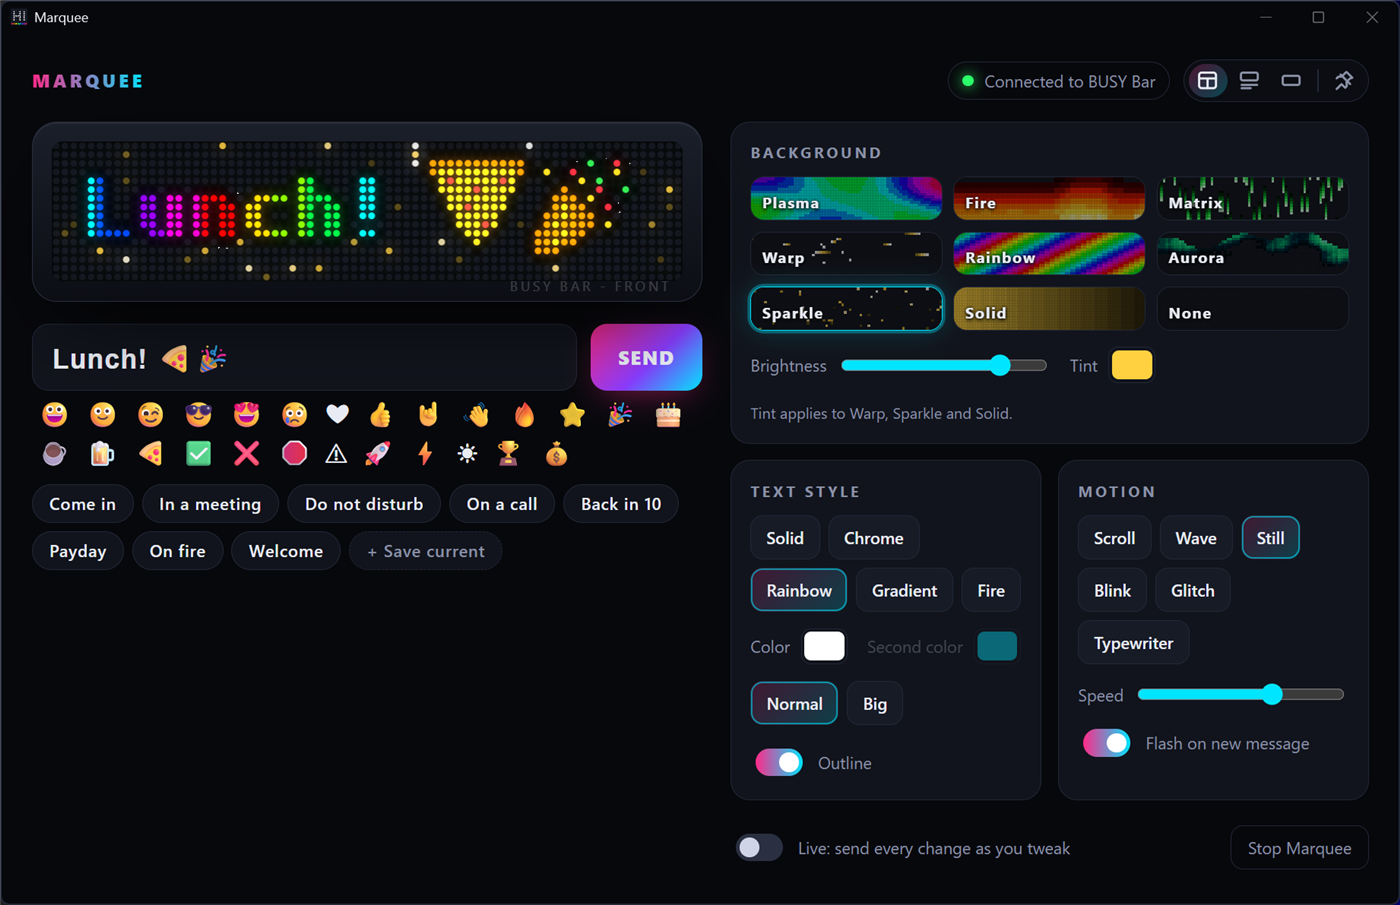 Marquee
MARQUEE
Connected to BUSY Bar
Lunch!
BUSY BAR - FRONT
Lunch! 🍕 🎉
SEND
Come in
In a meeting
Do not disturb
On a call
Back in 10
Payday
On fire
Welcome
+ Save current
BACKGROUND
Plasma
Fire
Matrix
Warp
Rainbow
Aurora
Sparkle
Solid
None
Brightness
Tint
Tint applies to Warp, Sparkle and Solid.
TEXT STYLE
Solid
Chrome
Rainbow
Gradient
Fire
Color
Second color
Normal
Big
Outline
MOTION
Scroll
Wave
Still
Blink
Glitch
Typewriter
Speed
Flash on new message
Live: send every change as you tweak
Stop Marquee